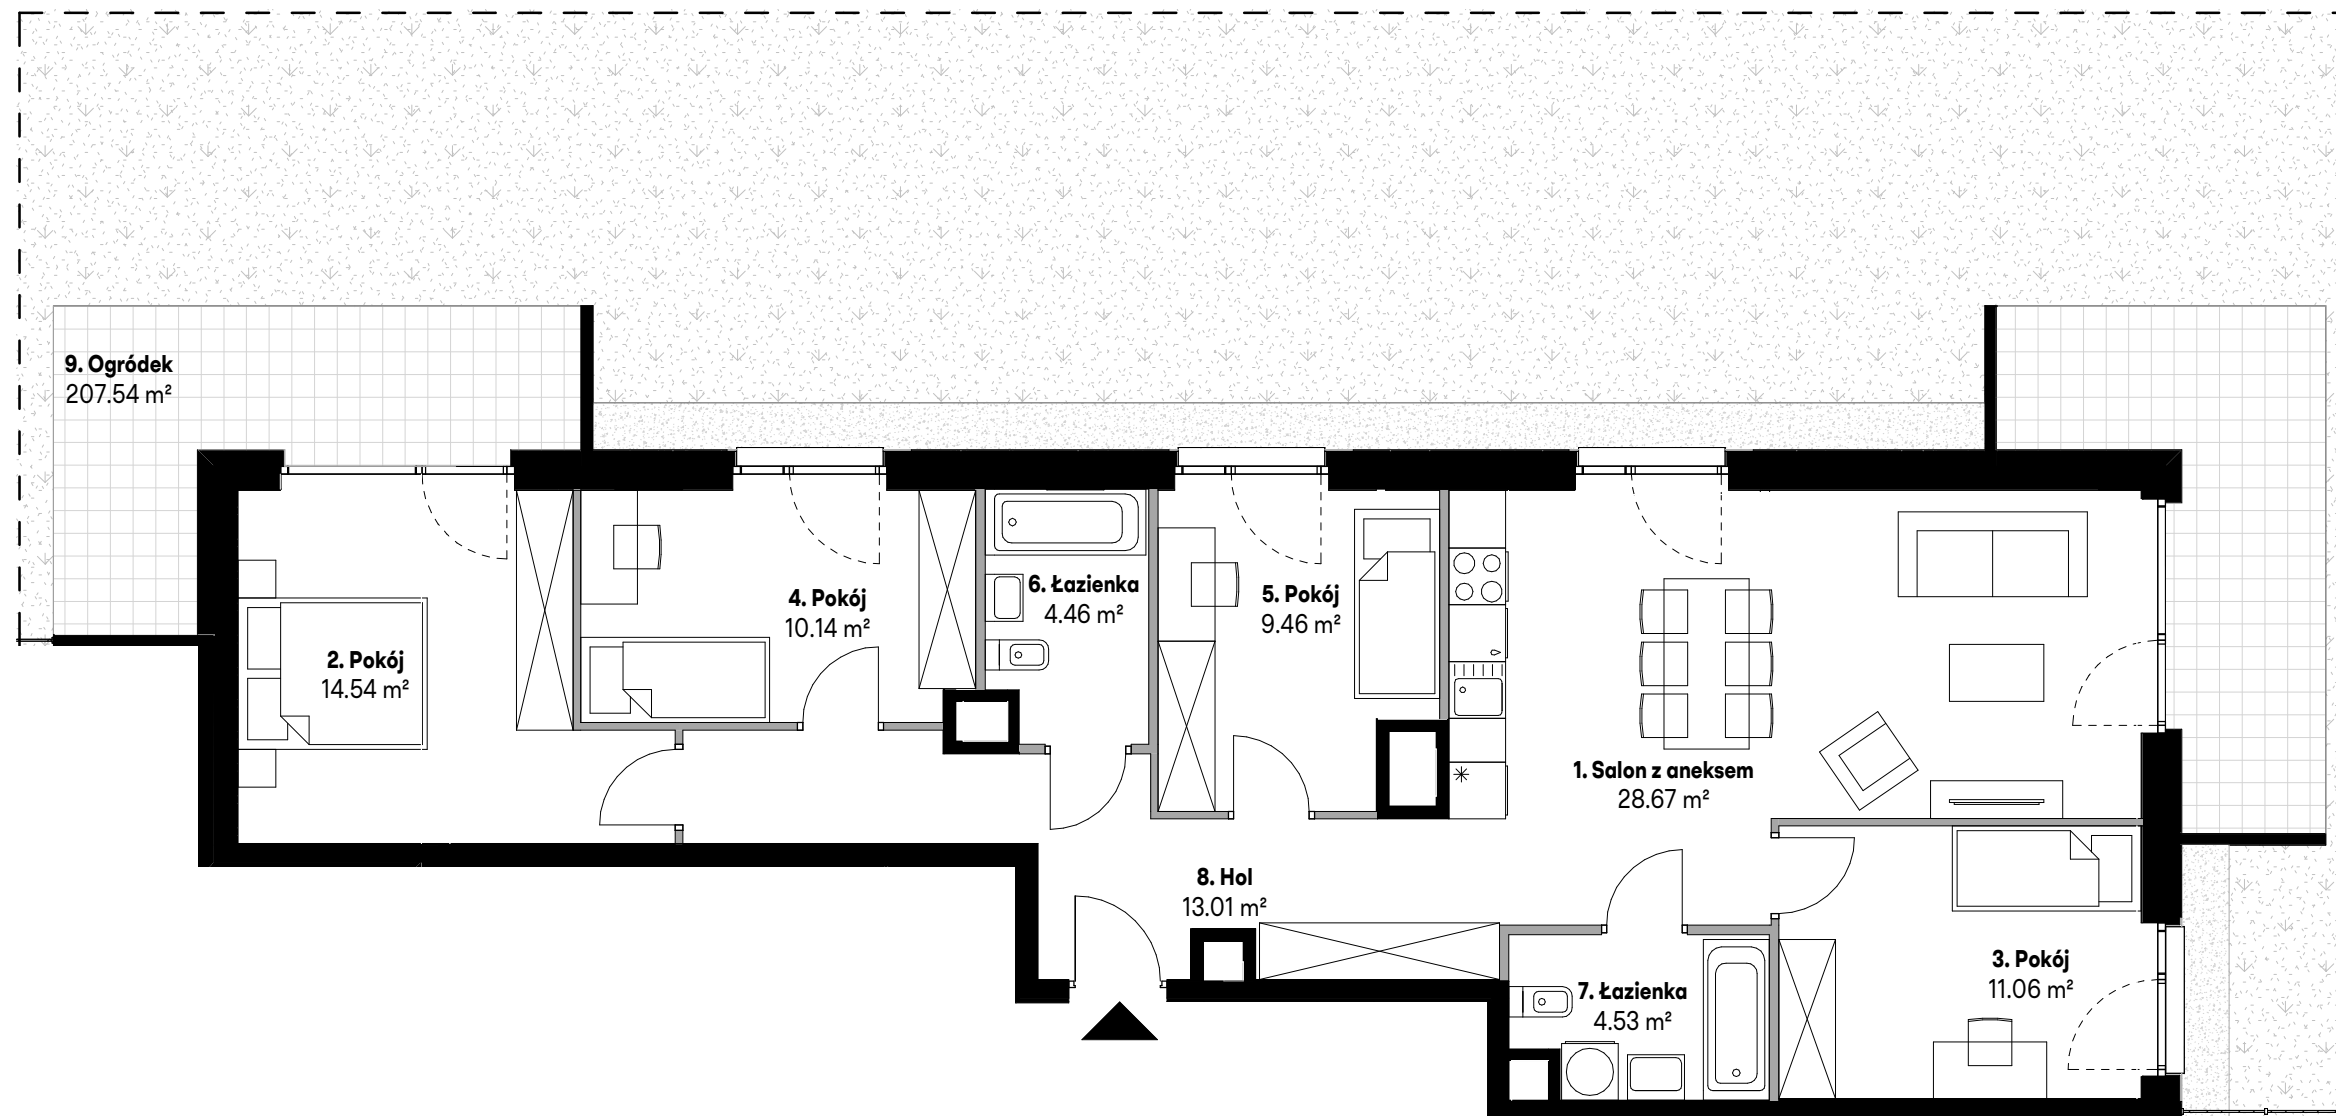 9. Ogródek
207.54 m²
2. Pokój
14.54 m²
4. Pokój
10.14 m²
6. Łazienka
4.46 m²
5. Pokój
9.46 m²
1. Salon z aneksem
28.67 m²
8. Hol
13.01 m²
7. Łazienka
4.53 m²
3. Pokój
11.06 m²